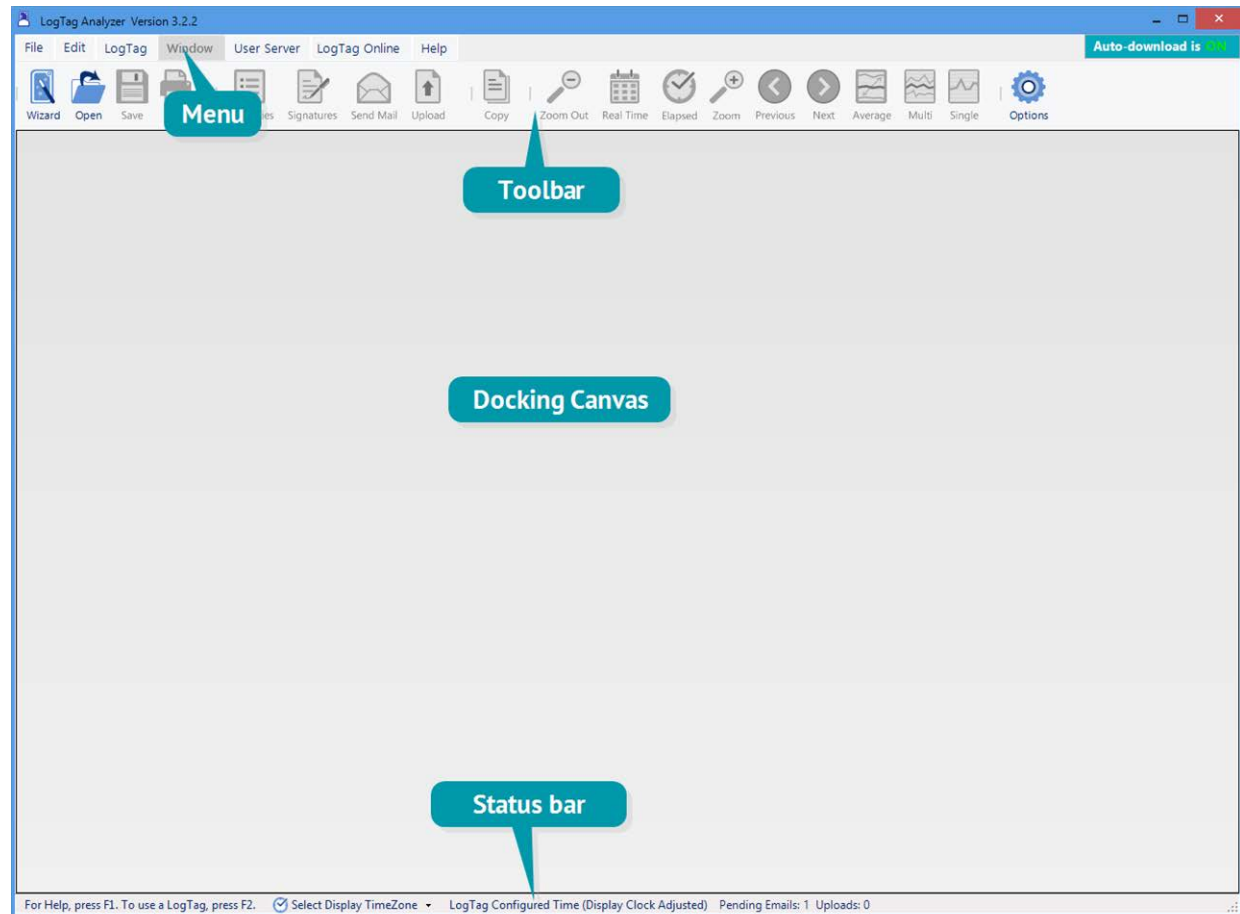 LogTag Analyzer Version 3.2.2
File Edit LogTag Window User Server LogTag Online Help Auto-download is ON
Wizard Open Save Signatures Send Mail Upload Copy Zoom Out Real Time Elapsed Zoom Previous Next Average Multi Single Options
Menu
Toolbar
Docking Canvas
Status bar
For Help, press F1. To use a LogTag, press F2. Select Display TimeZone LogTag Configured Time (Display Clock Adjusted) Pending Emails: 1 Uploads: 0